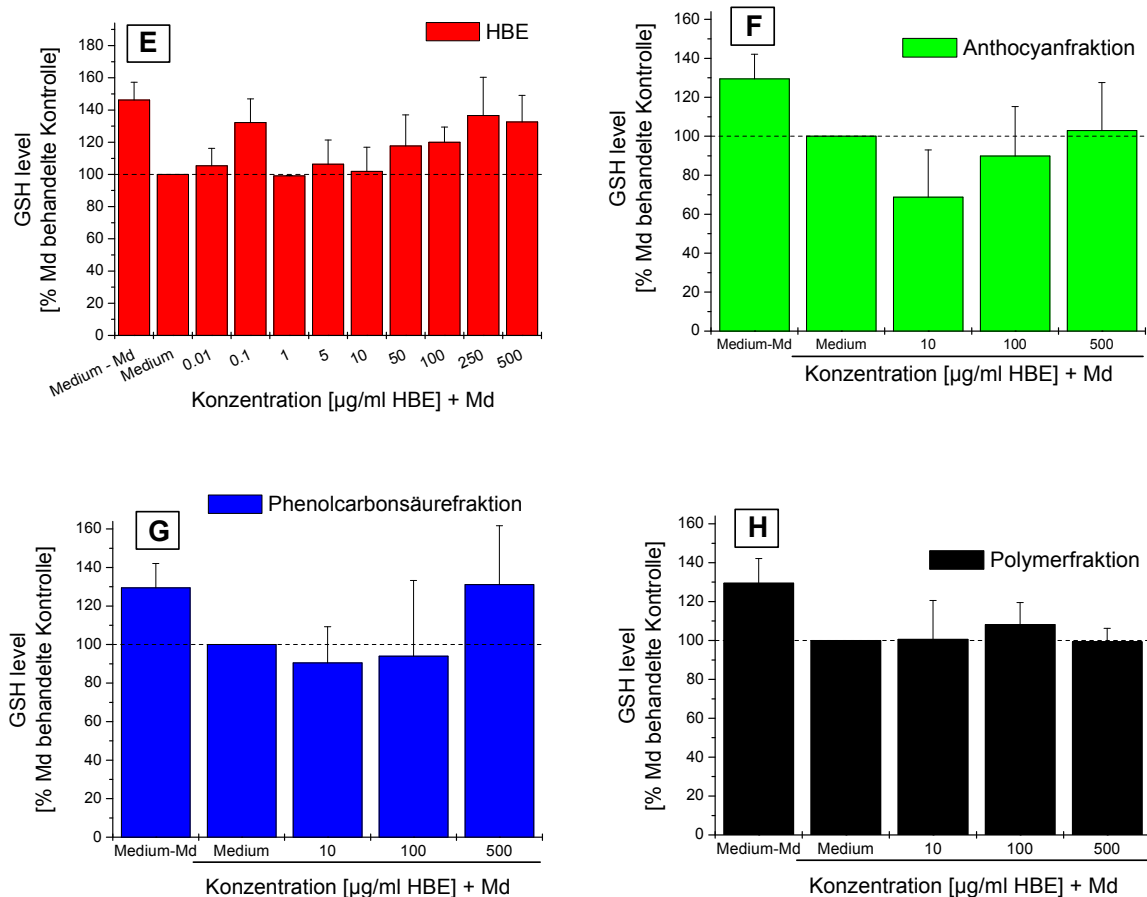 E
HBE
GSH level
[% Md behandelte Kontrolle]
180
160
140
120
100
80
60
40
20
0
Medium - Md
Medium
0.01
0.1
1
5
10
50
100
250
500
Konzentration [µg/ml HBE] + Md
F
Anthocyanfraktion
GSH level
[% Md behandelte Kontrolle]
160
140
120
100
80
60
40
20
0
Medium-Md
Medium
10
100
500
Konzentration [µg/ml HBE] + Md
G
Phenolcarbonsäurefraktion
GSH level
[% Md behandelte Kontrolle]
160
140
120
100
80
60
40
20
0
Medium-Md
Medium
10
100
500
Konzentration [µg/ml HBE] + Md
H
Polymerfraktion
GSH level
[% Md behandelte Kontrolle]
160
140
120
100
80
60
40
20
0
Medium-Md
Medium
10
100
500
Konzentration [µg/ml HBE] + Md